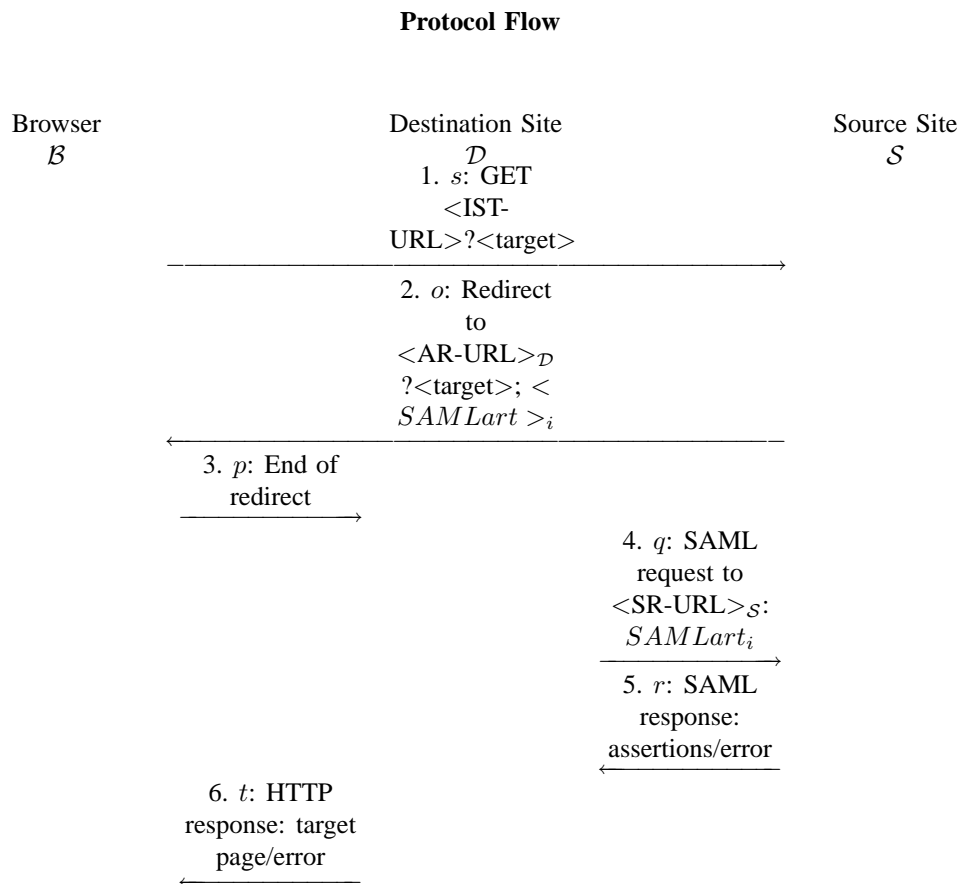 Protocol Flow
Browser Destination Site Source Site
ℬ 𝒟 𝒮
1. s: GET
<IST-
URL>?<target>
2. o: Redirect
to
<AR-URL>𝒟
?<target>; <
SAMLart >ᵢ
3. p: End of
redirect
4. q: SAML
request to
<SR-URL>𝒮:
SAMLartᵢ
5. r: SAML
response:
assertions/error
6. t: HTTP
response: target
page/error